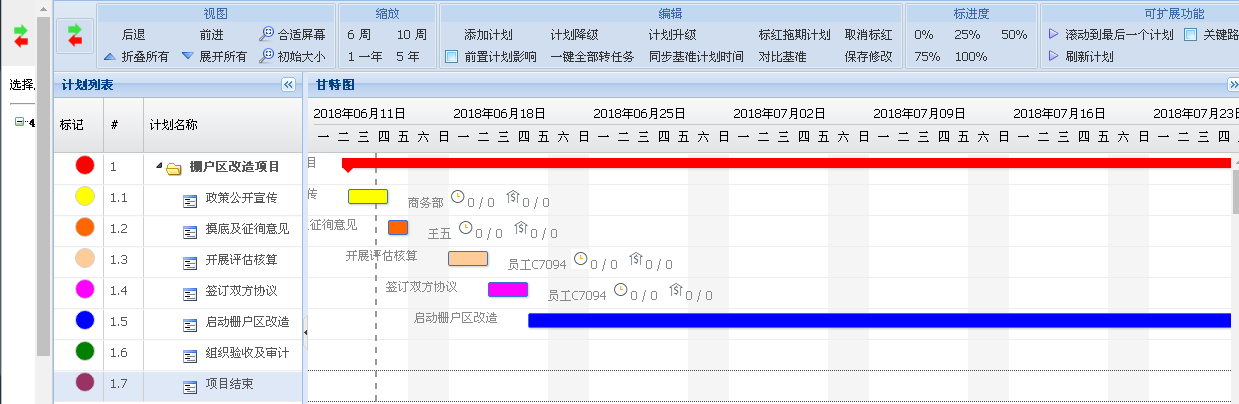 视图 缩放 编辑 标进度 可扩展功能
后退 前进 合适屏幕 6 周 10 周 添加计划 计划降级 计划升级 标红拖期计划 取消标红 0% 25% 50% 滚动到最后一个计划 关键路
折叠所有 展开所有 初始大小 1 一年 5 年 前置计划影响 一键全部转任务 同步基准计划时间 对比基准 保存修改 75% 100% 刷新计划
选择.
计划列表 甘特图
标记 # 计划名称
2018年06月11日 2018年06月18日 2018年06月25日 2018年07月02日 2018年07月09日 2018年07月16日 2018年07月23日
一 二 三 四 五 六 日 一 二 三 四 五 六 日 一 二 三 四 五 六 日 一 二 三 四 五 六 日 一 二 三 四 五 六 日 一 二 三 四 五 六 日 一 二 三 四
4
1 棚户区改造项目 目
1.1 政策公开宣传 传 商务部 0 / 0 0 / 0
1.2 摸底及征徇意见 征徇意见 王五 0 / 0 0 / 0
1.3 开展评估核算 开展评估核算 员工C7094 0 / 0 0 / 0
1.4 签订双方协议 签订双方协议 员工C7094 0 / 0 0 / 0
1.5 启动栅户区改造 启动栅户区改造
1.6 组织验收及审计
1.7 项目结束